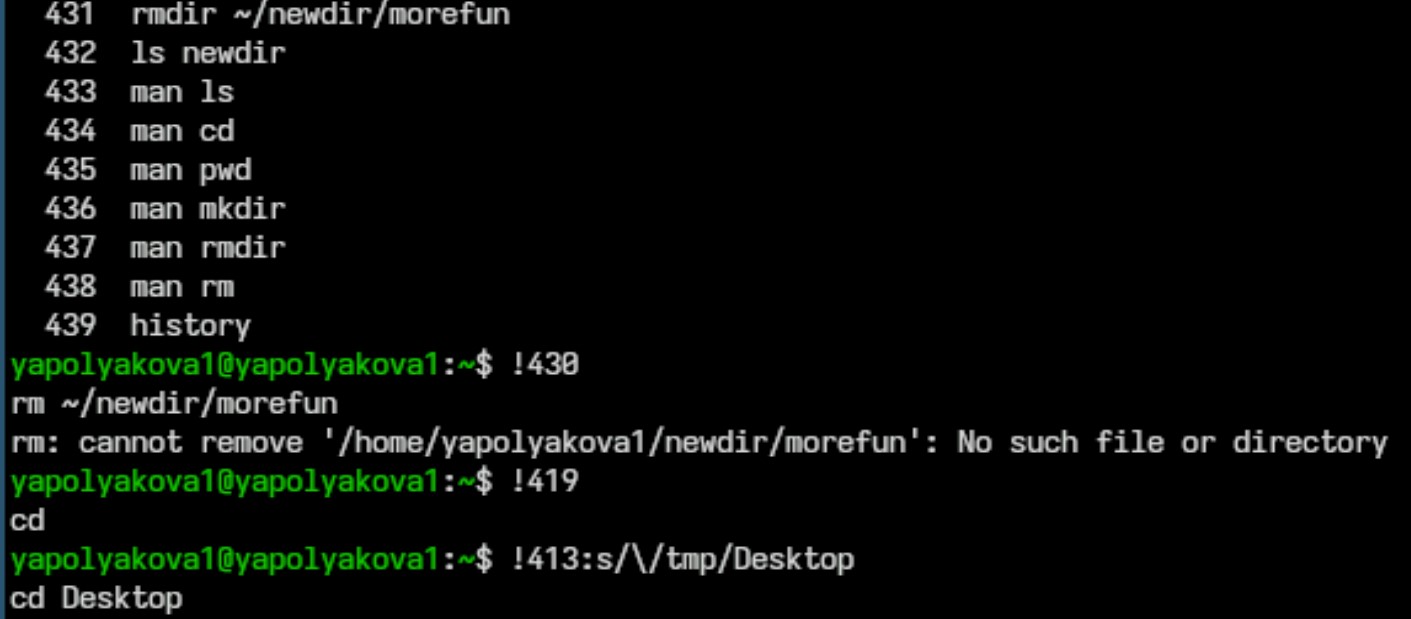 431 rmdir ~/newdir/morefun
432 ls newdir
433 man ls
434 man cd
435 man pwd
436 man mkdir
437 man rmdir
438 man rm
439 history
yapolyakova1@yapolyakova1:~$ !430
rm ~/newdir/morefun
rm: cannot remove '/home/yapolyakova1/newdir/morefun': No such file or directory
yapolyakova1@yapolyakova1:~$ !419
cd
yapolyakova1@yapolyakova1:~$ !413:s/\/tmp/Desktop
cd Desktop